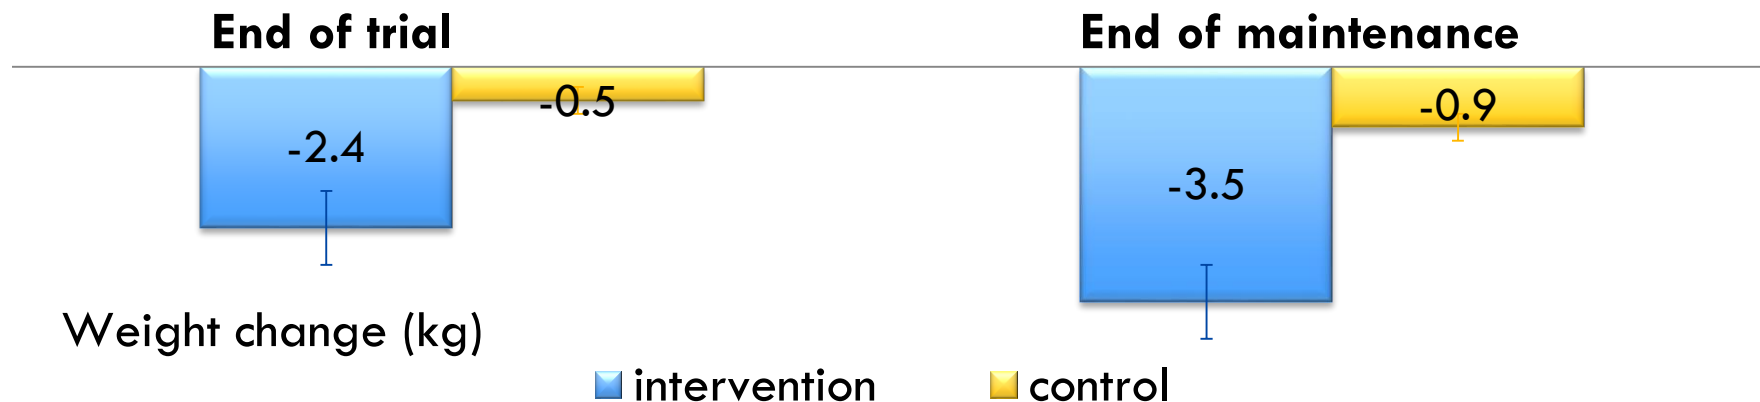 End of trial
End of maintenance
-2.4
-0.5
-3.5
-0.9
Weight change (kg)
intervention
control